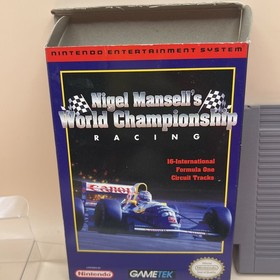 NINTENDO ENTERTAINMENT SYSTEM
Nigel Mansell's
World Championship
RACING
16-International
Formula One
Circuit Tracks
Canon
Nintendo
GAMETEK